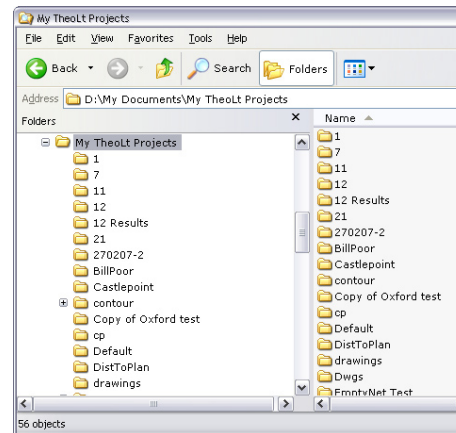 My TheoLt Projects
File Edit View Favorites Tools Help
Back Search Folders
Address D:\My Documents\My TheoLt Projects
Folders
My TheoLt Projects
1
7
11
12
12 Results
21
270207-2
BillPoor
Castlepoint
contour
Copy of Oxford test
cp
Default
DistToPlan
drawings
Name
1
7
11
12
12 Results
21
270207-2
BillPoor
Castlepoint
contour
Copy of Oxford test
cp
Default
DistToPlan
drawings
Dwgs
EmptyNet Test
56 objects